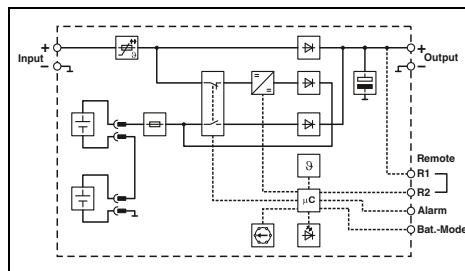 +
+
Input
ϑ
=
=
Output
−
−
Remote
ϑ
R1
R2
µC
Alarm
Bat.-Mode